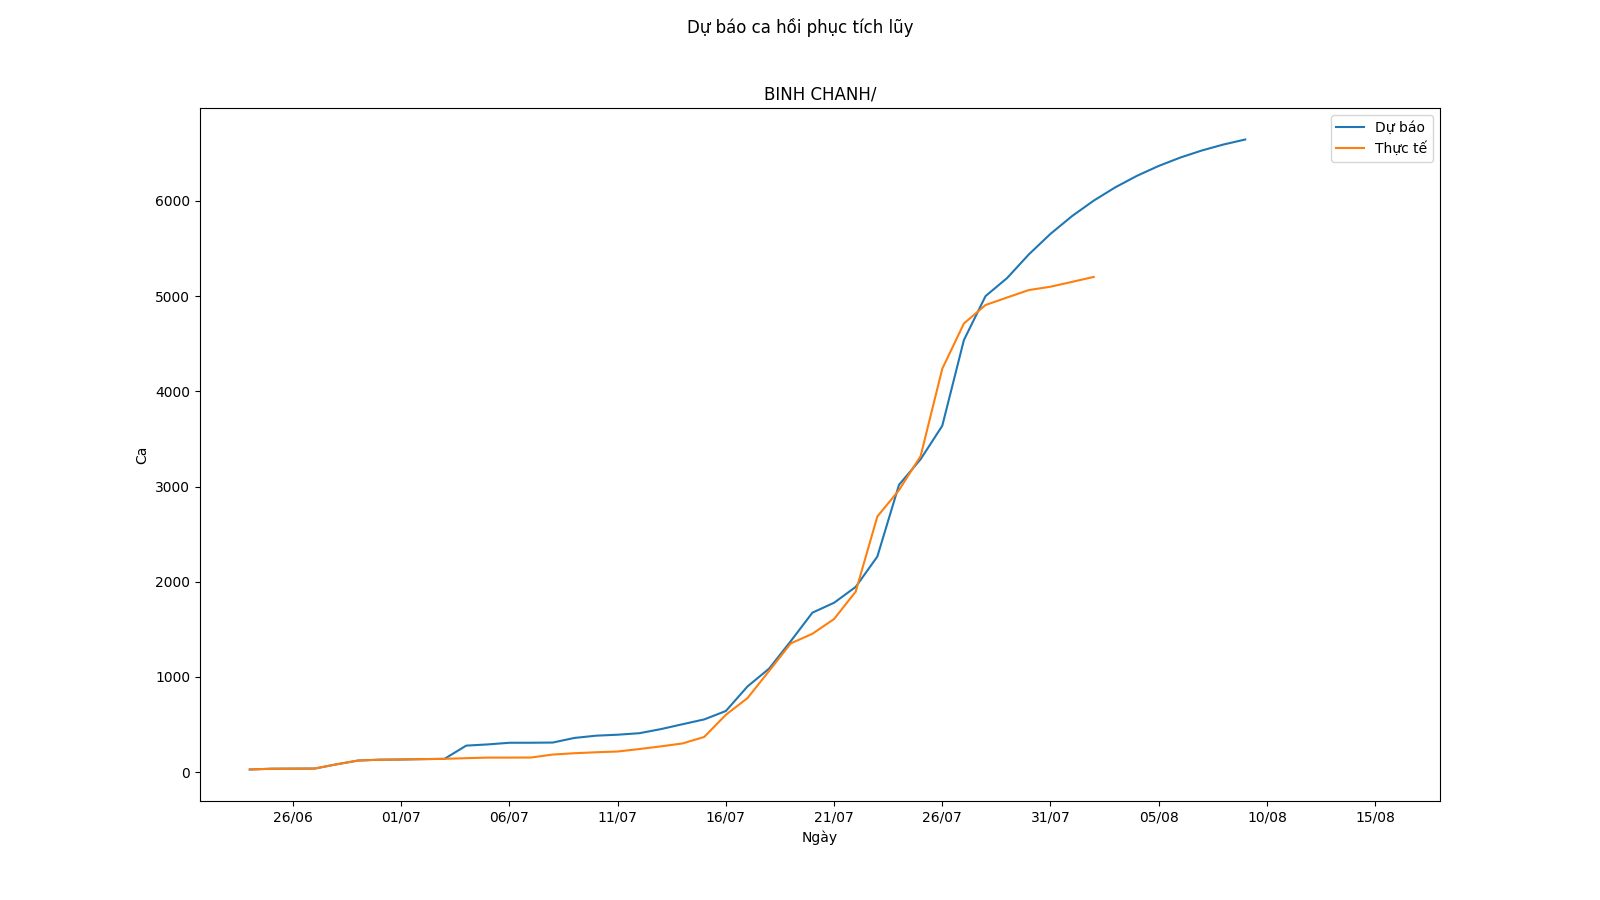 Dự báo ca hồi phục tích lũy
BINH CHANH/
Dự báo
Thực tế
6000
5000
4000
3000
2000
1000
0
Ca
26/06 01/07 06/07 11/07 16/07 21/07 26/07 31/07 05/08 10/08 15/08
Ngày